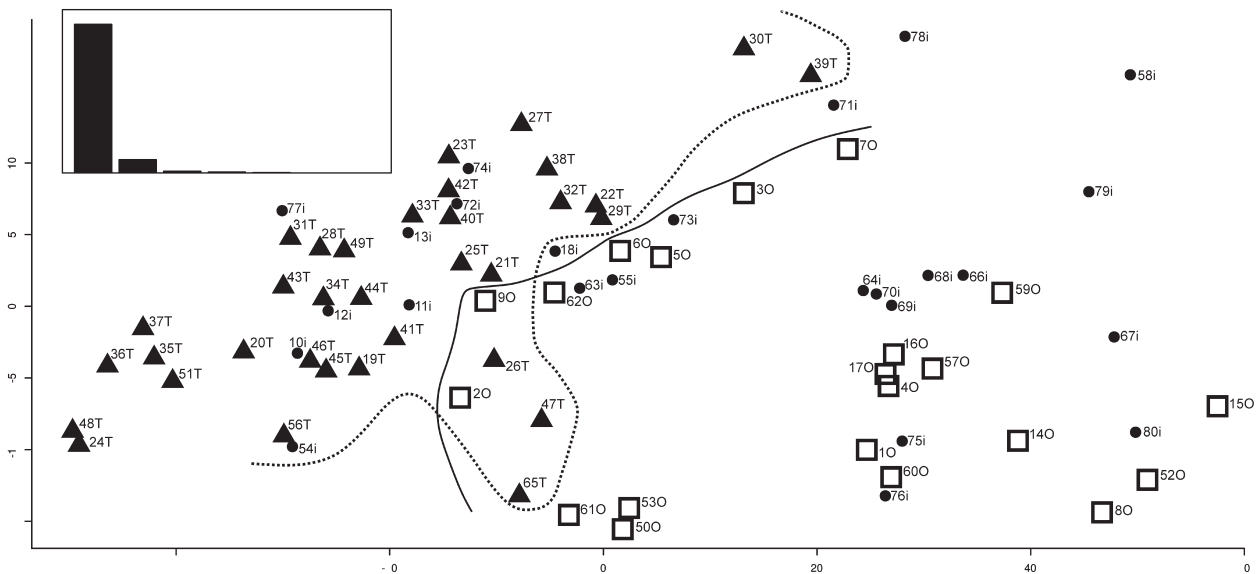 30T
78i
39T
58i
71i
27T
23T
7O
38T
10
74i
42T
79i
3O
32T
22T
77i
33T
72i
29T
40T
73i
31T
28T
49T
13i
5
18i
6O
5O
25T
21T
43T
34T
44T
63i
55i
64i
70i
68i
66i
59O
9O
62O
11i
12i
69i
0
37T
41T
67i
36T
35T
20T
10i
46T
16O
45T
19T
26T
17O
57O
51T
4O
-5
2O
47T
15O
48T
24T
56T
54i
80i
75i
14O
-1
1O
65T
60O
52O
76i
61O
53O
50O
8O
- 0
0
20
40
0